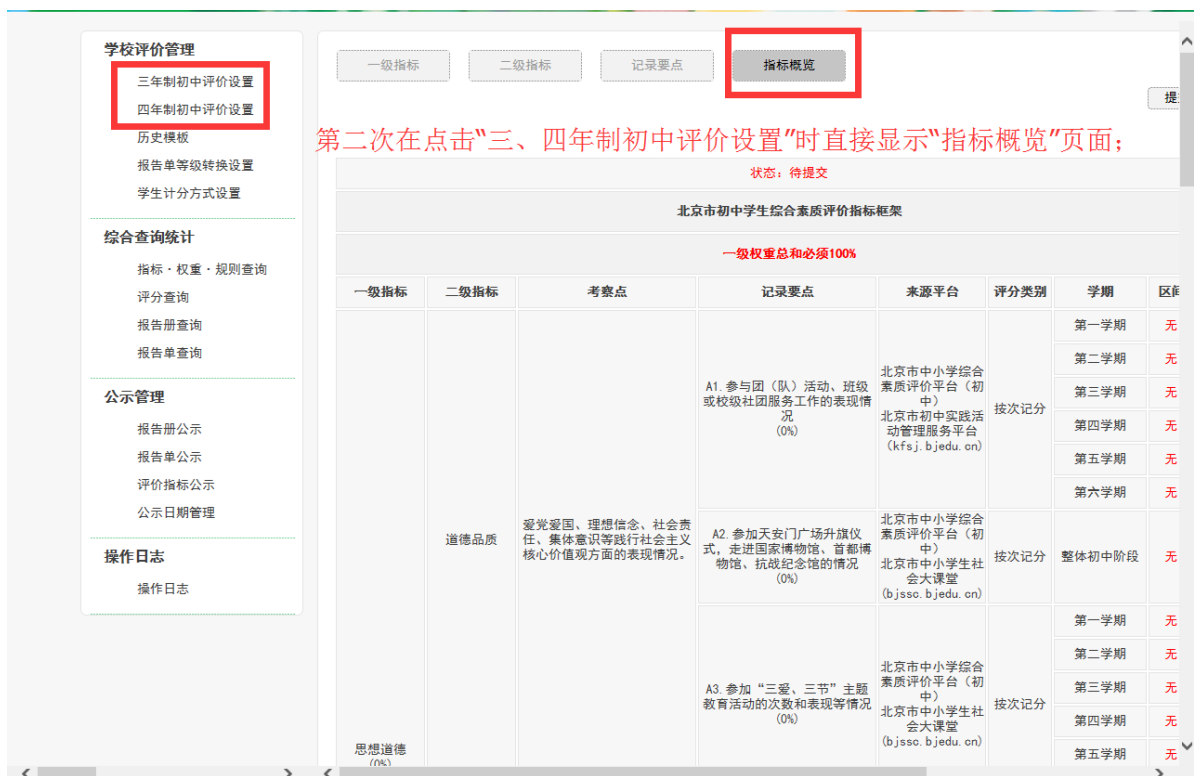 学校评价管理
三年制初中评价设置
四年制初中评价设置
历史模板
报告单等级转换设置
学生计分方式设置
综合查询统计
指标·权重·规则查询
评分查询
报告册查询
报告单查询
公示管理
报告册公示
报告单公示
评价指标公示
公示日期管理
操作日志
操作日志
一级指标 二级指标 记录要点 指标概览
提
第二次在点击“三、四年制初中评价设置”时直接显示“指标概览”页面；
状态：待提交
北京市初中学生综合素质评价指标框架
一级权重总和必须100%
一级指标 二级指标 考察点 记录要点 来源平台 评分类别 学期 区间
思想道德
(0%)
道德品质
爱党爱国、理想信念、社会责
任、集体意识等践行社会主义
核心价值观方面的表现情况。
A1.参与团（队）活动、班级
或校级社团服务工作的表现情
况
(0%)
北京市中小学综合
素质评价平台（初
中）
北京市初中实践活
动管理服务平台
(kfsj.bjedu.cn)
按次记分
第一学期 无
第二学期 无
第三学期 无
第四学期 无
第五学期 无
第六学期 无
A2.参加天安门广场升旗仪
式，走进国家博物馆、首都博
物馆、抗战纪念馆的情况
(0%)
北京市中小学综合
素质评价平台（初
中）
北京市中小学生社
会大课堂
(bjssc.bjedu.cn)
按次记分
整体初中阶段 无
A3.参加“三爱、三节”主题
教育活动的次数和表现等情况
(0%)
北京市中小学综合
素质评价平台（初
中）
北京市中小学生社
会大课堂
(bjssc.bjedu.cn)
按次记分
第一学期 无
第二学期 无
第三学期 无
第四学期 无
第五学期 无